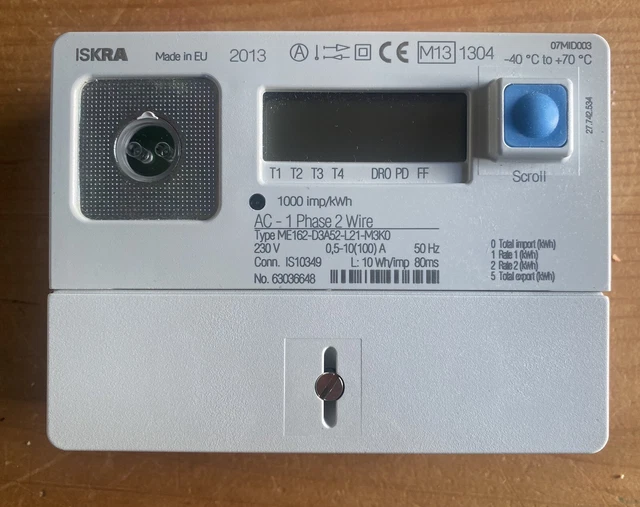 ISKRA Made in EU 2013 A CE M13 1304 07MID003
-40 °C to +70 °C
27.742.534
T1 T2 T3 T4 DRO PD FF
Scroll
1000 imp/kWh
AC - 1 Phase 2 Wire
Type ME162-D3A52-L21-M3K0
230 V 0,5-10(100) A 50 Hz
Conn. IS10349 L: 10 Wh/imp 80ms
No. 63036648
0 Total import (kWh)
1 Rate 1 (kWh)
2 Rate 2 (kWh)
5 Total export (kWh)